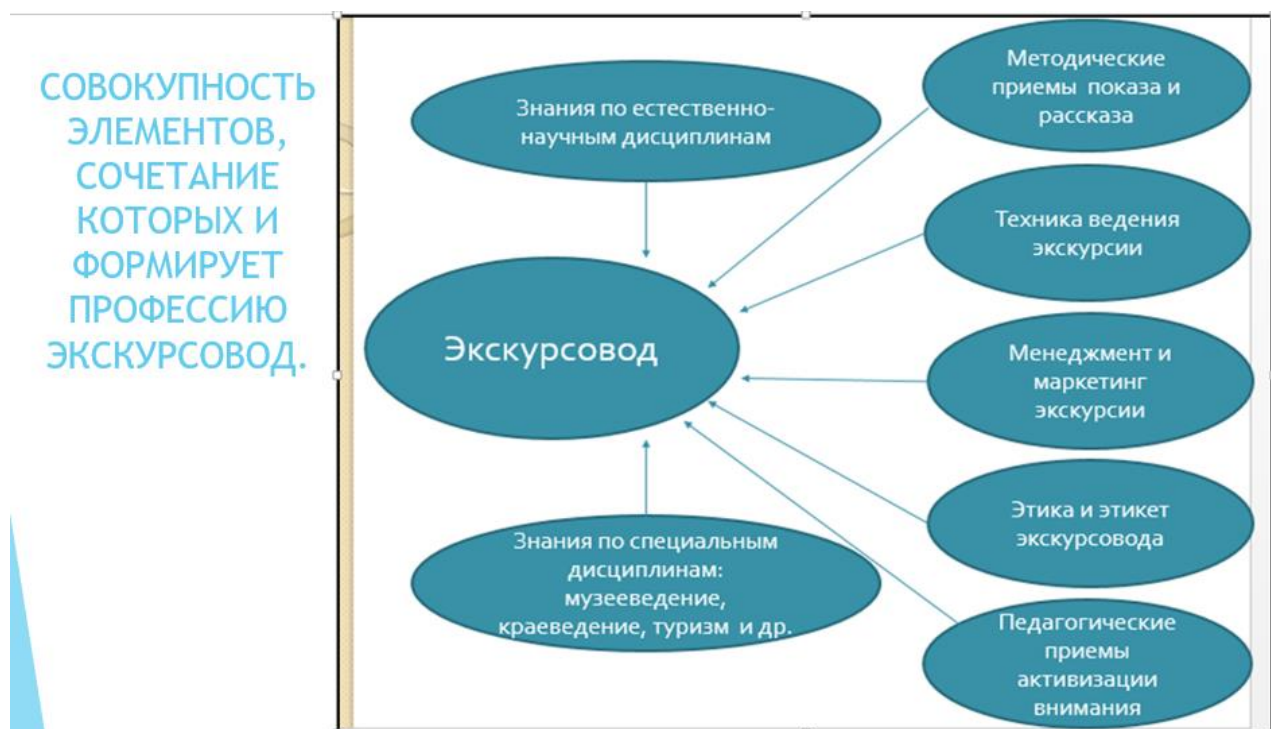 СОВОКУПНОСТЬ
ЭЛЕМЕНТОВ,
СОЧЕТАНИЕ
КОТОРЫХ И
ФОРМИРУЕТ
ПРОФЕССИЮ
ЭКСКУРСОВОД.
Знания по естественно-
научным дисциплинам
Экскурсовод
Знания по специальным
дисциплинам:
музееведение,
краеведение, туризм и др.
Методические
приемы показа и
рассказа
Техника ведения
экскурсии
Менеджмент и
маркетинг
экскурсии
Этика и этикет
экскурсовода
Педагогические
приемы
активизации
внимания